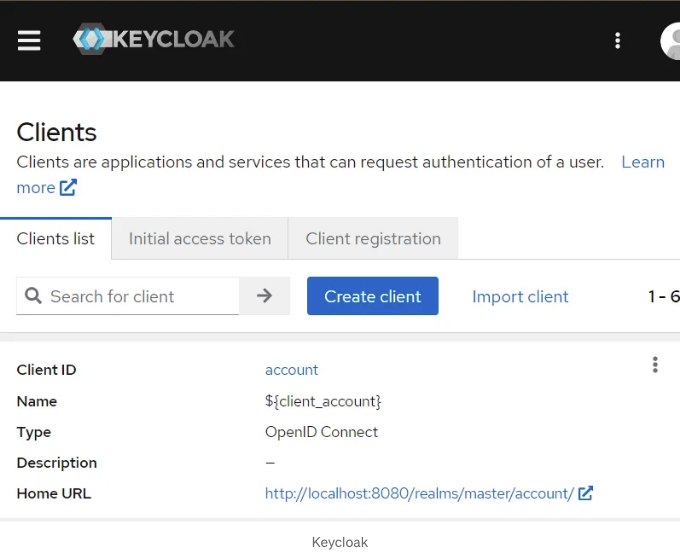 KEYCLOAK
Clients
Clients are applications and services that can request authentication of a user. Learn
more
Clients list Initial access token Client registration
Search for client Create client Import client 1 - 6
Client ID account
Name ${client_account}
Type OpenID Connect
Description —
Home URL http://localhost:8080/realms/master/account/
Keycloak